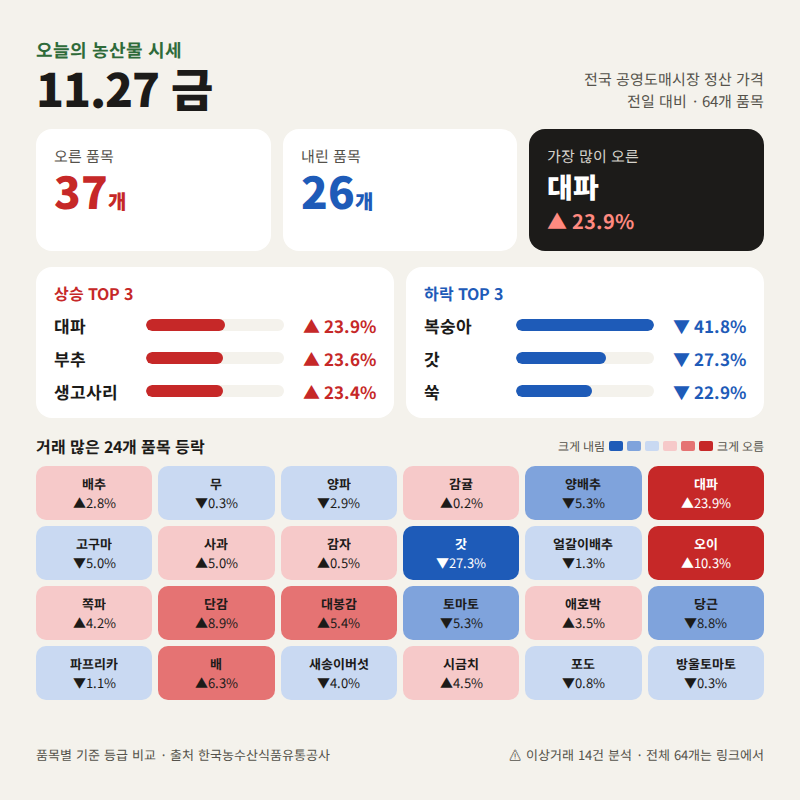 오늘의 농산물 시세
11.27 금
전국 공영도매시장 정산 가격
전일 대비 · 64개 품목
오른 품목
37개
내린 품목
26개
가장 많이 오른
대파
▲ 23.9%
상승 TOP 3
대파 ▲ 23.9%
부추 ▲ 23.6%
생고사리 ▲ 23.4%
하락 TOP 3
복숭아 ▼ 41.8%
갓 ▼ 27.3%
쑥 ▼ 22.9%
거래 많은 24개 품목 등락
크게 내림 크게 오름
배추 무 양파 감귤 양배추 대파
▲2.8% ▼0.3% ▼2.9% ▲0.2% ▼5.3% ▲23.9%
고구마 사과 감자 갓 얼갈이배추 오이
▼5.0% ▲5.0% ▲0.5% ▼27.3% ▼1.3% ▲10.3%
쪽파 단감 대봉감 토마토 애호박 당근
▲4.2% ▲8.9% ▲5.4% ▼5.3% ▲3.5% ▼8.8%
파프리카 배 새송이버섯 시금치 포도 방울토마토
▼1.1% ▲6.3% ▼4.0% ▲4.5% ▼0.8% ▼0.3%
품목별 기준 등급 비교 · 출처 한국농수산식품유통공사
⚠ 이상거래 14건 분석 · 전체 64개는 링크에서